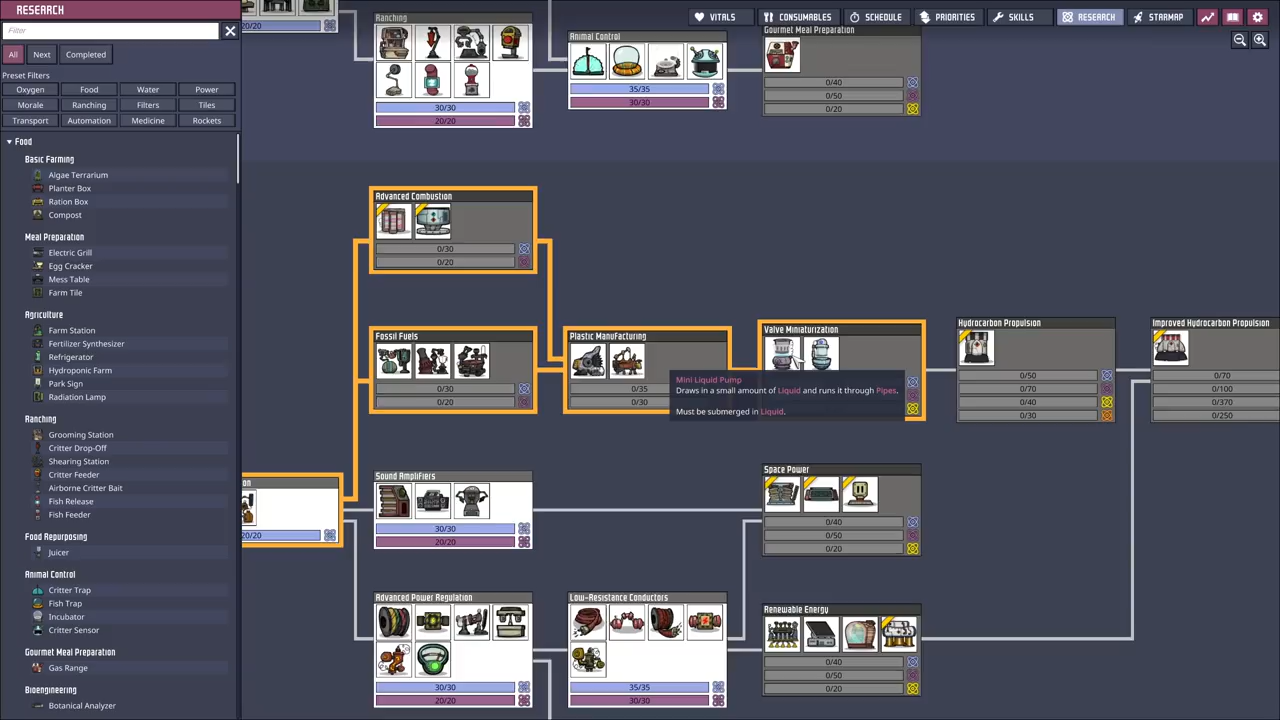 RESEARCH
Filter
All
Next
Completed
Preset Filters
Oxygen
Food
Water
Power
Morale
Ranching
Filters
Tiles
Transport
Automation
Medicine
Rockets
Food
Basic Farming
Algae Terrarium
Planter Box
Ration Box
Compost
Meal Preparation
Electric Grill
Egg Cracker
Mess Table
Farm Tile
Agriculture
Farm Station
Fertilizer Synthesizer
Refrigerator
Hydroponic Farm
Park Sign
Radiation Lamp
Ranching
Grooming Station
Critter Drop-Off
Shearing Station
Critter Feeder
Airborne Critter Bait
Fish Release
Fish Feeder
Food Repurposing
Juicer
Animal Control
Critter Trap
Fish Trap
Incubator
Critter Sensor
Gourmet Meal Preparation
Gas Range
Bioengineering
Botanical Analyzer
VITALS
CONSUMABLES
SCHEDULE
PRIORITIES
SKILLS
RESEARCH
STARMAP
20/20
Ranching
30/30
20/20
Animal Control
35/35
30/30
Gourmet Meal Preparation
0/40
0/50
0/20
Advanced Combustion
0/30
0/20
Fossil Fuels
0/30
0/20
Plastic Manufacturing
0/35
0/30
Valve Miniaturization
Mini Liquid Pump
Draws in a small amount of Liquid and runs it through Pipes.
Must be submerged in Liquid.
Hydrocarbon Propulsion
0/50
0/70
0/40
0/30
Improved Hydrocarbon Propulsion
0/70
0/100
0/370
0/250
on
20/20
Sound Amplifiers
30/30
20/20
Space Power
0/40
0/50
0/20
Advanced Power Regulation
30/30
20/20
Low-Resistance Conductors
35/35
30/30
Renewable Energy
0/40
0/50
0/20